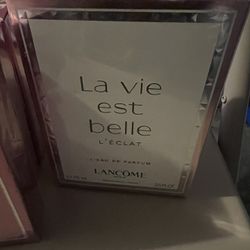 La vie
est
belle
L'ÉCLAT
L'EAU DE PARFUM
LANCÔME